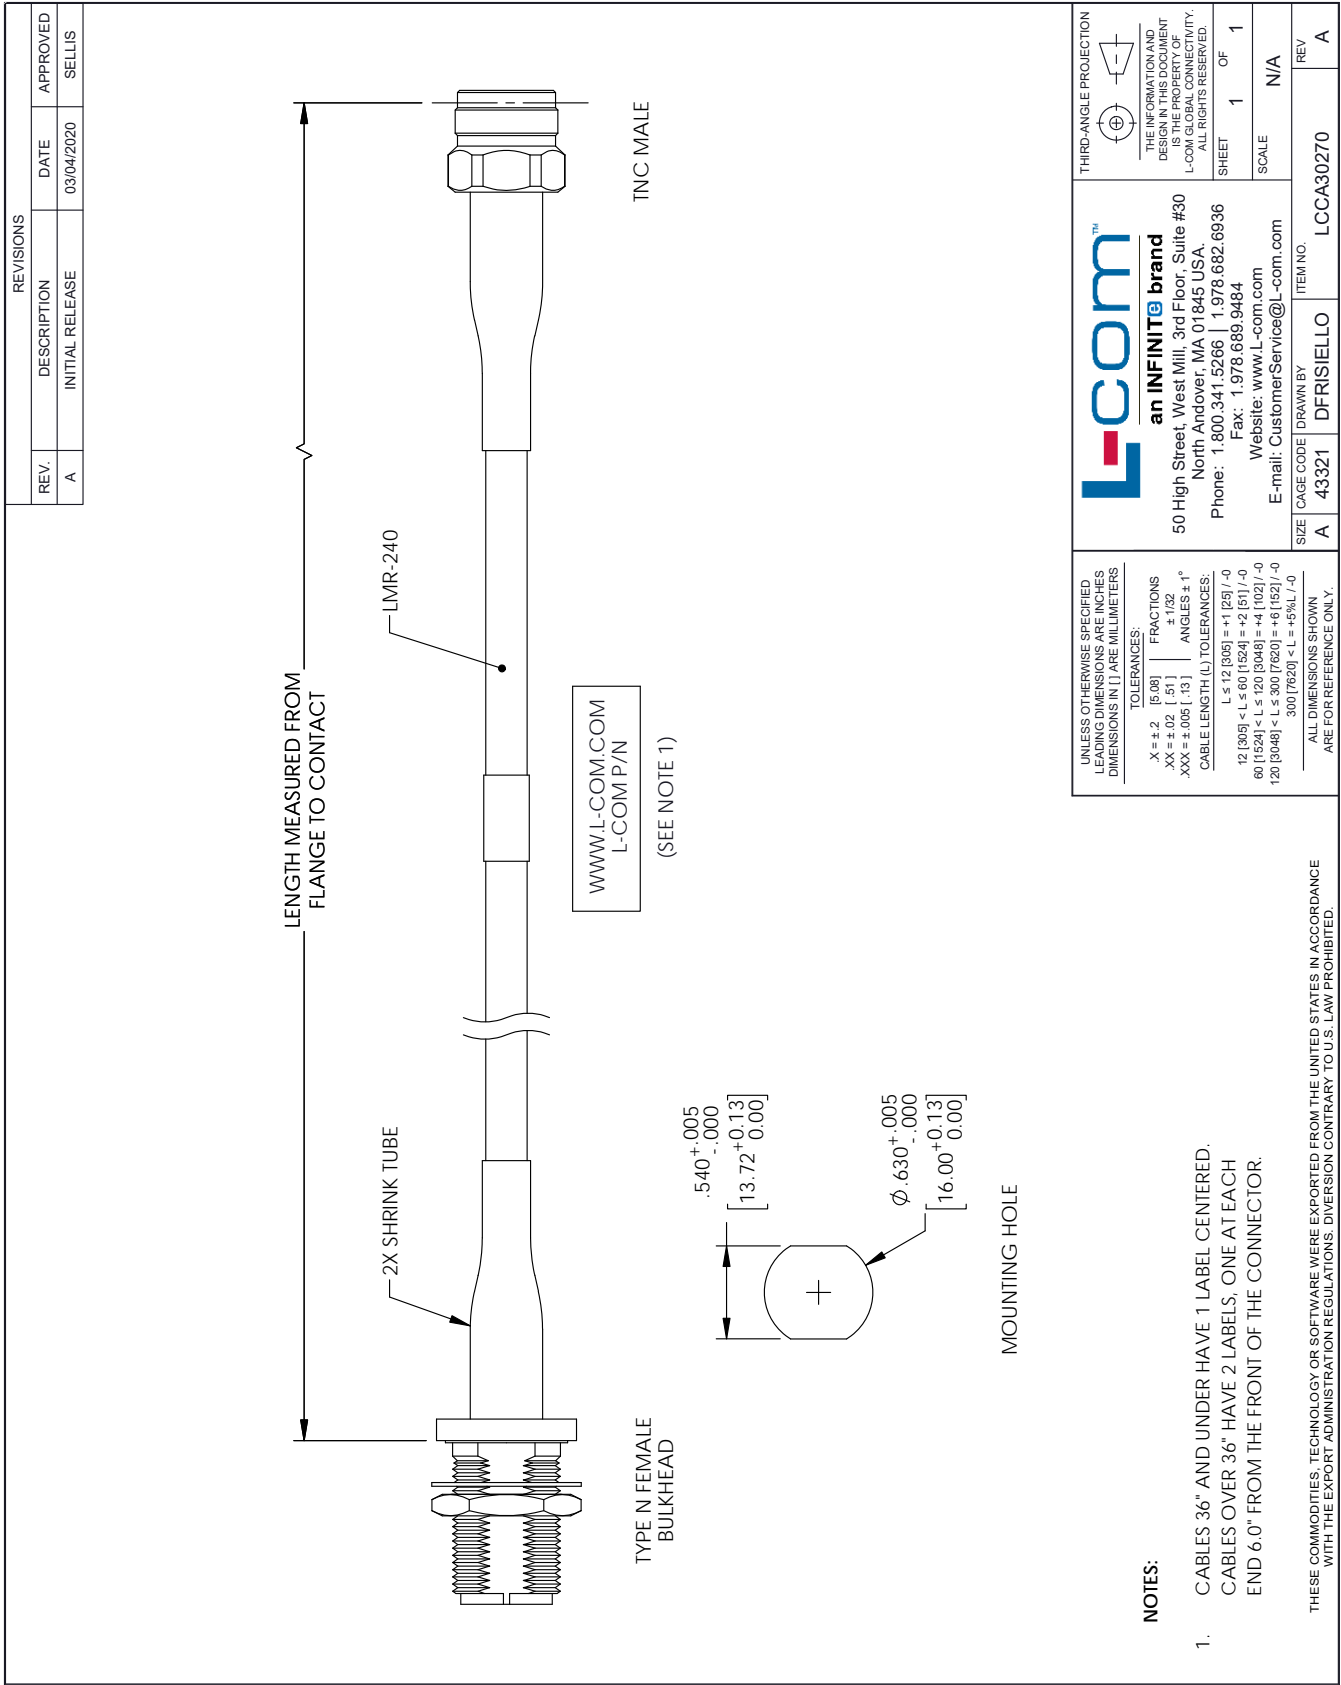 REVISIONS
REV. DESCRIPTION DATE APPROVED
A INITIAL RELEASE 03/04/2020 SELLIS
LENGTH MEASURED FROM
FLANGE TO CONTACT
2X SHRINK TUBE
LMR-240
TYPE N FEMALE
BULKHEAD
WWW.L-COM.COM
L-COM P/N
(SEE NOTE 1)
TNC MALE
.540 +.005
-.000
[13.72 +0.13
0.00]
Ø.630 +.005
-.000
[16.00 +0.13
0.00]
MOUNTING HOLE
NOTES:
1. CABLES 36" AND UNDER HAVE 1 LABEL CENTERED.
CABLES OVER 36" HAVE 2 LABELS, ONE AT EACH
END 6.0" FROM THE FRONT OF THE CONNECTOR.
THESE COMMODITIES, TECHNOLOGY OR SOFTWARE WERE EXPORTED FROM THE UNITED STATES IN ACCORDANCE
WITH THE EXPORT ADMINISTRATION REGULATIONS. DIVERSION CONTRARY TO U.S. LAW PROHIBITED.
UNLESS OTHERWISE SPECIFIED
LEADING DIMENSIONS ARE INCHES
DIMENSIONS IN [ ] ARE MILLIMETERS
TOLERANCES:
.X = ±.2 [5.08] FRACTIONS
.XX = ±.02 [ .51 ] ± 1/32
.XXX = ±.005 [ .13 ] ANGLES ± 1°
CABLE LENGTH (L) TOLERANCES:
L ≤ 12 [305] = +1 [25] / -0
12 [305] < L ≤ 60 [1524] = +2 [51] / -0
60 [1524] < L ≤ 120 [3048] = +4 [102] / -0
120 [3048] < L ≤ 300 [7620] = +6 [152] / -0
300 [7620] < L = +5%L / -0
ALL DIMENSIONS SHOWN
ARE FOR REFERENCE ONLY.
L-com™
an INFINITe brand
50 High Street, West Mill, 3rd Floor, Suite #30
North Andover, MA 01845 USA.
Phone: 1.800.341.5266 | 1.978.682.6936
Fax: 1.978.689.9484
Website: www.L-com.com
E-mail: CustomerService@L-com.com
THIRD-ANGLE PROJECTION
THE INFORMATION AND
DESIGN IN THIS DOCUMENT
IS THE PROPERTY OF
L-COM GLOBAL CONNECTIVITY.
ALL RIGHTS RESERVED.
SHEET 1 OF 1
SCALE N/A
SIZE A
CAGE CODE 43321
DRAWN BY DFRISIELLO
ITEM NO. LCCA30270
REV A